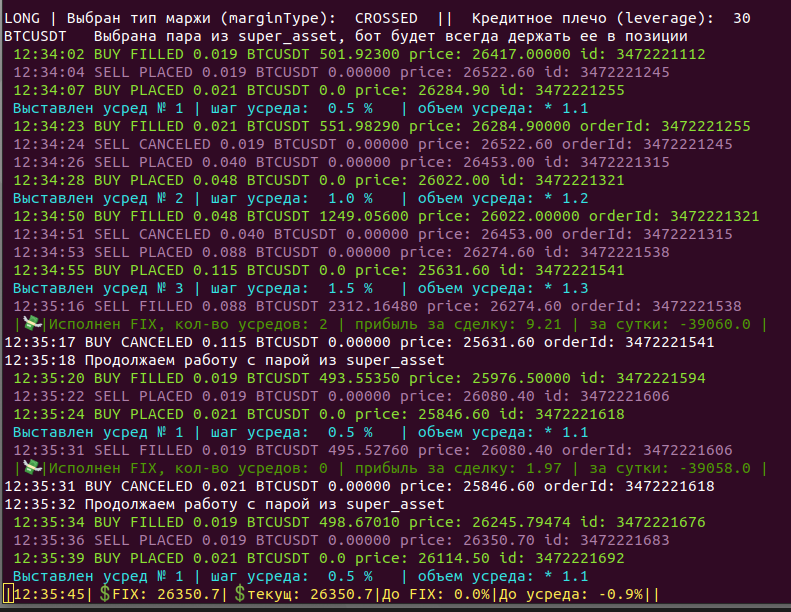 LONG | Выбран тип маржи (marginType):  CROSSED  ||  Кредитное плечо (leverage):  30
BTCUSDT   Выбрана пара из super_asset, бот будет всегда держать ее в позиции
12:34:02 BUY FILLED 0.019 BTCUSDT 501.92300 price: 26417.00000 id: 3472221112
12:34:04 SELL PLACED 0.019 BTCUSDT 0.00000 price: 26522.60 id: 3472221245
12:34:07 BUY PLACED 0.021 BTCUSDT 0.0 price: 26284.90 id: 3472221255
Выставлен усред № 1 | шаг усреда:  0.5 %   | объем усреда: * 1.1
12:34:23 BUY FILLED 0.021 BTCUSDT 551.98290 price: 26284.90000 orderId: 3472221255
12:34:24 SELL CANCELED 0.019 BTCUSDT 0.00000 price: 26522.60 orderId: 3472221245
12:34:26 SELL PLACED 0.040 BTCUSDT 0.00000 price: 26453.00 id: 3472221315
12:34:28 BUY PLACED 0.048 BTCUSDT 0.0 price: 26022.00 id: 3472221321
Выставлен усред № 2 | шаг усреда:  1.0 %   | объем усреда: * 1.2
12:34:50 BUY FILLED 0.048 BTCUSDT 1249.05600 price: 26022.00000 orderId: 3472221321
12:34:51 SELL CANCELED 0.040 BTCUSDT 0.00000 price: 26453.00 orderId: 3472221315
12:34:53 SELL PLACED 0.088 BTCUSDT 0.00000 price: 26274.60 id: 3472221538
12:34:55 BUY PLACED 0.115 BTCUSDT 0.0 price: 25631.60 id: 3472221541
Выставлен усред № 3 | шаг усреда:  1.5 %   | объем усреда: * 1.3
12:35:16 SELL FILLED 0.088 BTCUSDT 2312.16480 price: 26274.60 orderId: 3472221538
|💸|Исполнен FIX, кол-во усредов: 2 | прибыль за сделку: 9.21 | за сутки: -39060.0 |
12:35:17 BUY CANCELED 0.115 BTCUSDT 0.00000 price: 25631.60 orderId: 3472221541
12:35:18 Продолжаем работу с парой из super_asset
12:35:20 BUY FILLED 0.019 BTCUSDT 493.55350 price: 25976.50000 id: 3472221594
12:35:22 SELL PLACED 0.019 BTCUSDT 0.00000 price: 26080.40 id: 3472221606
12:35:24 BUY PLACED 0.021 BTCUSDT 0.0 price: 25846.60 id: 3472221618
Выставлен усред № 1 | шаг усреда:  0.5 %   | объем усреда: * 1.1
12:35:31 SELL FILLED 0.019 BTCUSDT 495.52760 price: 26080.40 orderId: 3472221606
|💸|Исполнен FIX, кол-во усредов: 0 | прибыль за сделку: 1.97 | за сутки: -39058.0 |
12:35:31 BUY CANCELED 0.021 BTCUSDT 0.00000 price: 25846.60 orderId: 3472221618
12:35:32 Продолжаем работу с парой из super_asset
12:35:34 BUY FILLED 0.019 BTCUSDT 498.67010 price: 26245.79474 id: 3472221676
12:35:36 SELL PLACED 0.019 BTCUSDT 0.00000 price: 26350.70 id: 3472221683
12:35:39 BUY PLACED 0.021 BTCUSDT 0.0 price: 26114.50 id: 3472221692
Выставлен усред № 1 | шаг усреда:  0.5 %   | объем усреда: * 1.1
|12:35:45|💲FIX: 26350.7|💲текущ: 26350.7|До FIX: 0.0%|До усреда: -0.9%||